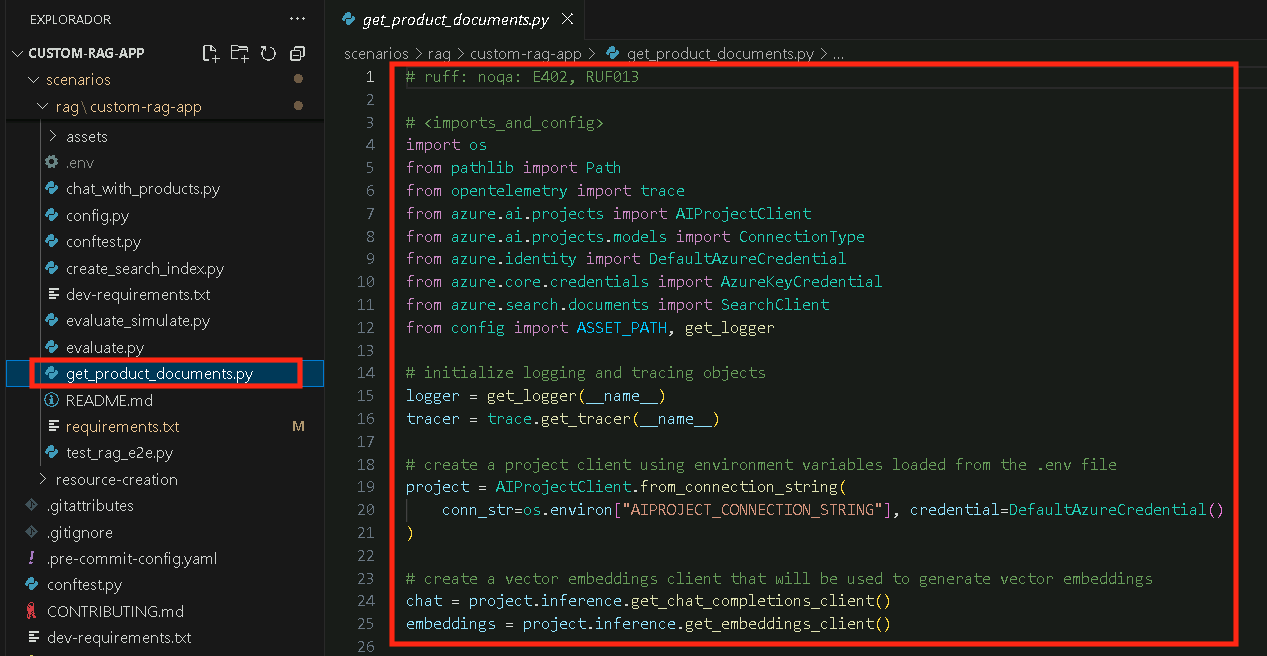 EXPLORADOR
CUSTOM-RAG-APP
scenarios
rag\custom-rag-app
assets
.env
chat_with_products.py
config.py
conftest.py
create_search_index.py
dev-requirements.txt
evaluate_simulate.py
evaluate.py
get_product_documents.py
README.md
requirements.txt M
test_rag_e2e.py
resource-creation
.gitattributes
.gitignore
.pre-commit-config.yaml
conftest.py
CONTRIBUTING.md
dev-requirements.txt
get_product_documents.py
scenarios > rag > custom-rag-app > get_product_documents.py > ...
1 # ruff: noqa: E402, RUF013
2
3 # <imports_and_config>
4 import os
5 from pathlib import Path
6 from opentelemetry import trace
7 from azure.ai.projects import AIProjectClient
8 from azure.ai.projects.models import ConnectionType
9 from azure.identity import DefaultAzureCredential
10 from azure.core.credentials import AzureKeyCredential
11 from azure.search.documents import SearchClient
12 from config import ASSET_PATH, get_logger
13
14 # initialize logging and tracing objects
15 logger = get_logger(__name__)
16 tracer = trace.get_tracer(__name__)
17
18 # create a project client using environment variables loaded from the .env file
19 project = AIProjectClient.from_connection_string(
20 conn_str=os.environ["AIPROJECT_CONNECTION_STRING"], credential=DefaultAzureCredential()
21 )
22
23 # create a vector embeddings client that will be used to generate vector embeddings
24 chat = project.inference.get_chat_completions_client()
25 embeddings = project.inference.get_embeddings_client()
26